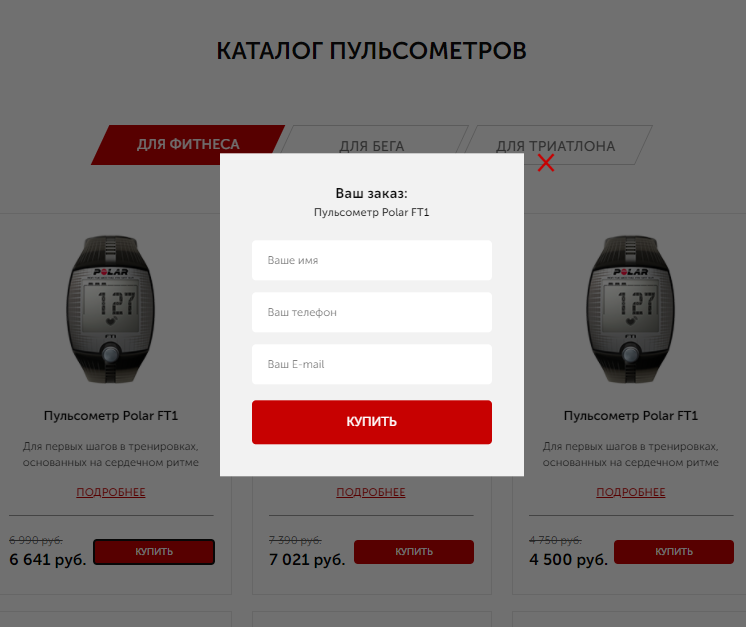 КАТАЛОГ ПУЛЬСОМЕТРОВ
ДЛЯ ФИТНЕСА
ДЛЯ БЕГА
ДЛЯ ТРИАТЛОНА
Ваш заказ:
Пульсометр Polar FT1
Ваше имя
Ваш телефон
Ваш E-mail
КУПИТЬ
POLAR
127
FT1
POLAR
127
FT1
Пульсометр Polar FT1
Пульсометр Polar FT1
Для первых шагов в тренировках,
основанных на сердечном ритме
Для первых шагов в тренировках,
основанных на сердечном ритме
ПОДРОБНЕЕ
ПОДРОБНЕЕ
ПОДРОБНЕЕ
6 990 руб.
6 641 руб.
КУПИТЬ
7 390 руб.
7 021 руб.
КУПИТЬ
4 750 руб.
4 500 руб.
КУПИТЬ